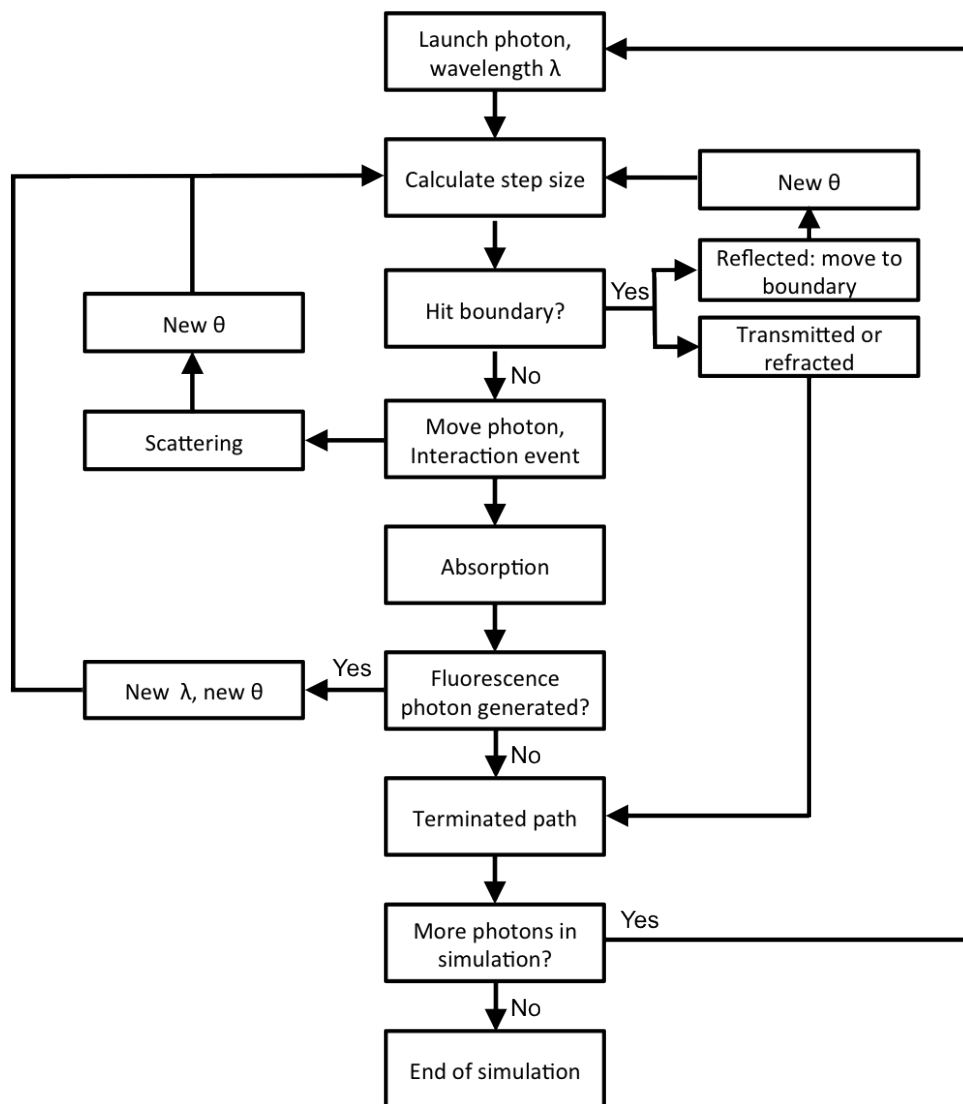 Launch photon,
wavelength λ
Calculate step size
New θ
Reflected: move to
boundary
Yes
Hit boundary?
Transmitted or
refracted
New θ
No
Move photon,
Interaction event
Scattering
Absorption
Yes
Fluorescence
photon generated?
New λ, new θ
No
Terminated path
More photons in
simulation?
Yes
No
End of simulation